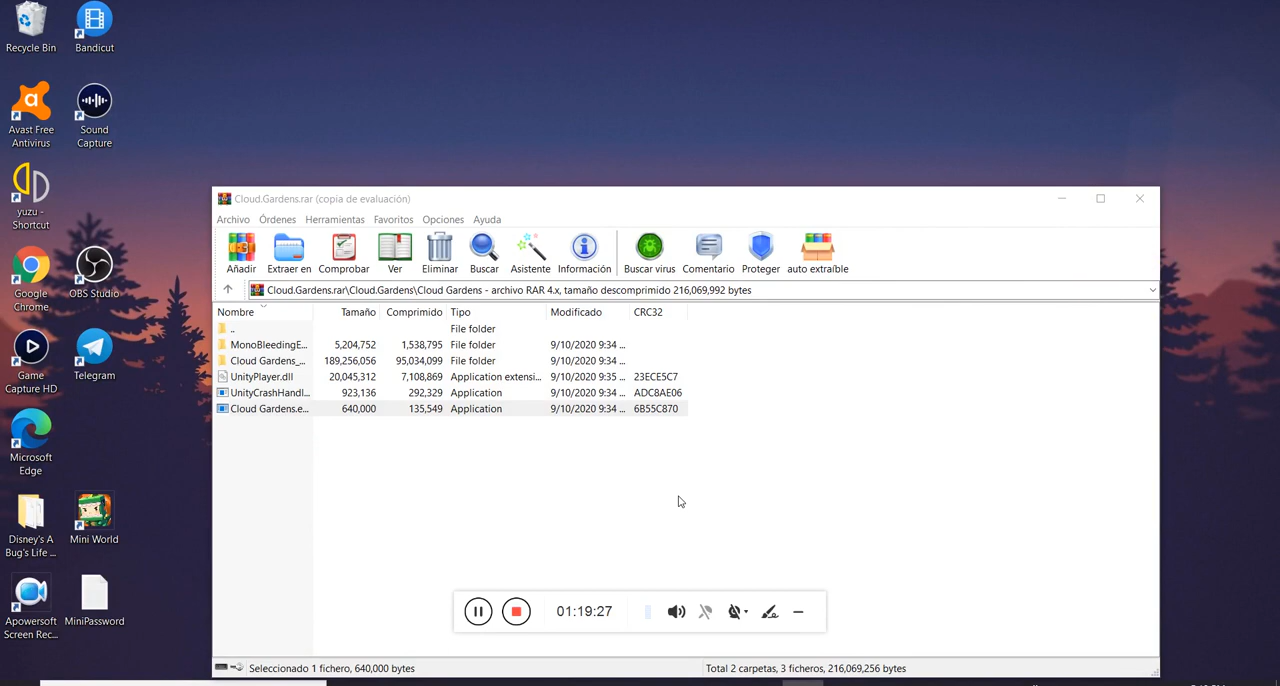 Recycle Bin
Bandicut
Avast Free
Antivirus
Sound
Capture
yuzu -
Shortcut
Google
Chrome
OBS Studio
Game
Capture HD
Telegram
Microsoft
Edge
Disney's A
Bug's Life ...
Mini World
Apowersoft
Screen Rec...
MiniPassword
Cloud.Gardens.rar (copia de evaluación)
Archivo Órdenes Herramientas Favoritos Opciones Ayuda
Añadir Extraer en Comprobar Ver Eliminar Buscar Asistente Información Buscar virus Comentario Proteger auto extraíble
Cloud.Gardens.rar\Cloud.Gardens\Cloud Gardens - archivo RAR 4.x, tamaño descomprimido 216,069,992 bytes
Nombre Tamaño Comprimido Tipo Modificado CRC32
.. File folder
MonoBleedingE... 5,204,752 1,538,795 File folder 9/10/2020 9:34 ...
Cloud Gardens_... 189,256,056 95,034,099 File folder 9/10/2020 9:34 ...
UnityPlayer.dll 20,045,312 7,108,869 Application extensi... 9/10/2020 9:35 ... 23ECE5C7
UnityCrashHandl... 923,136 292,329 Application 9/10/2020 9:34 ... ADC8AE06
Cloud Gardens.e... 640,000 135,549 Application 9/10/2020 9:34 ... 6B55C870
01:19:27
Seleccionado 1 fichero, 640,000 bytes
Total 2 carpetas, 3 ficheros, 216,069,256 bytes